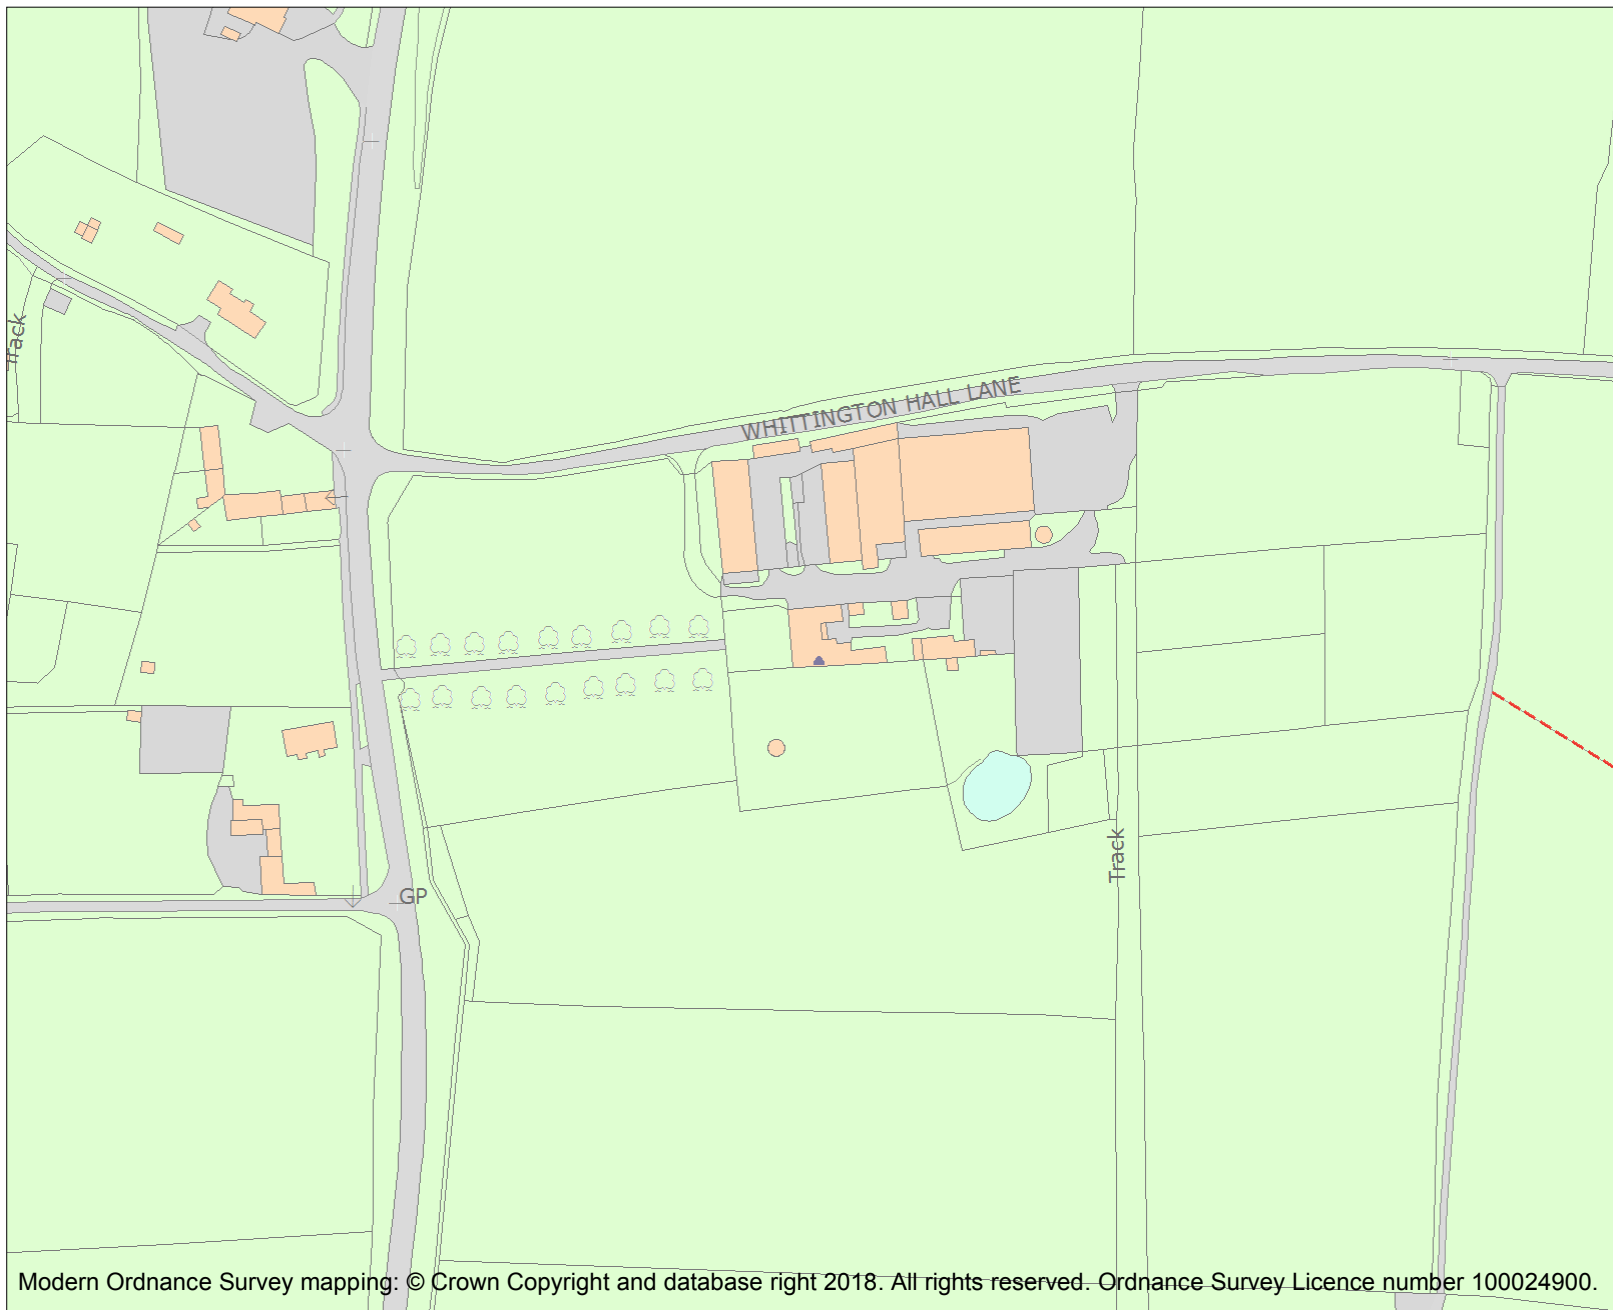 Track
WHITTINGTON HALL LANE
Track
GP
Modern Ordnance Survey mapping: © Crown Copyright and database right 2018. All rights reserved. Ordnance Survey Licence number 100024900.